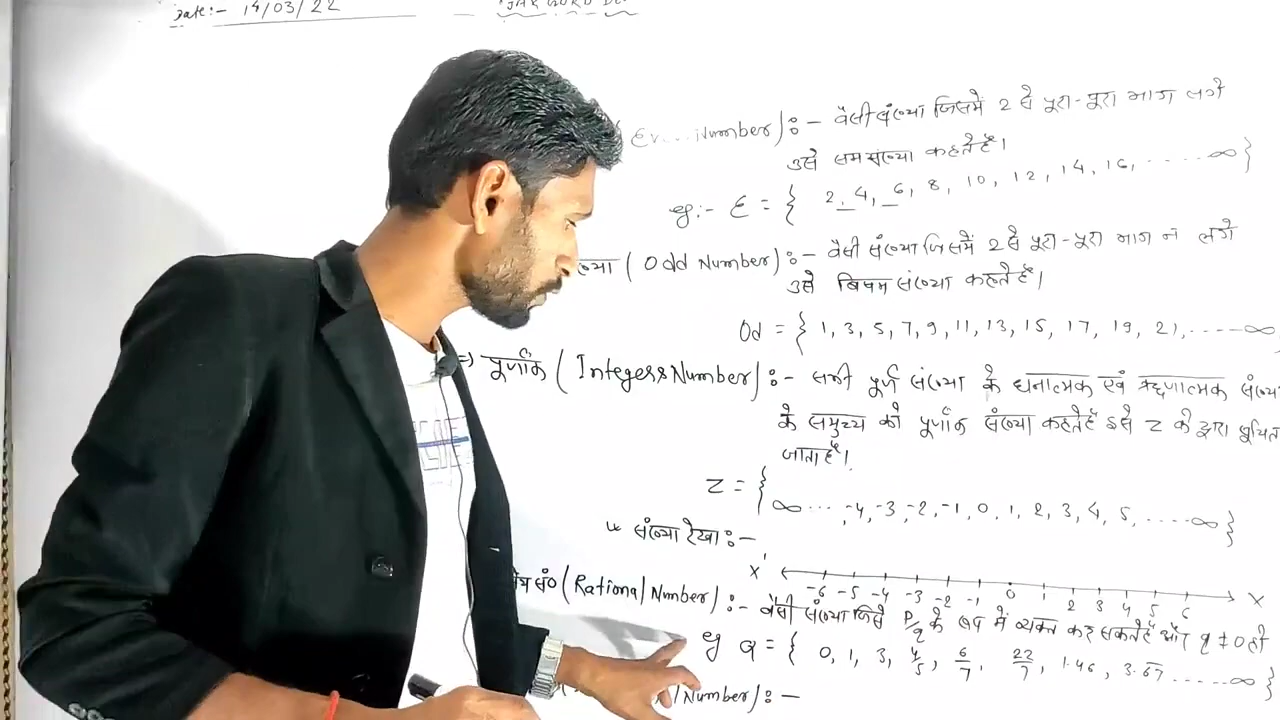 Date:- 14/03/22
Number):- वैसी संख्या जिसमें 2 से पूरा-पूरा भाग लगे
उसे सम संख्या कहते हैं।
eg:- E = { 2, 4, 6, 8, 10, 12, 14, 16, ..... ∞ }
ख्या ( Odd Number):- वैसी संख्या जिसमें 2 से पूरा-पूरा भाग न लगे
उसे विषम संख्या कहते हैं।
Od = { 1, 3, 5, 7, 9, 11, 13, 15, 17, 19, 21, ..... ∞
=> पूर्णांक ( Integers Number):- सभी पूर्ण संख्या के धनात्मक एवं ऋणात्मक संख्या
के समुच्य को पूर्णांक संख्या कहते हैं इसे Z के द्वारा सूचित
जाता है।
Z = { ∞ ... -4, -3, -2, -1, 0, 1, 2, 3, 4, 5, ..... ∞ }
संख्या रेखा:-
X' -6 -5 -4 -3 -2 -1 0 1 2 3 4 5 6 X
सं० (Rational Number):- वैसी संख्या जिसे P/q के रूप में व्यक्त कर सकते हैं और q ≠ 0 हो
eg Q = { 0, 1, 3, 4/5, 6/7, 22/7, 1.46, 3.67 ..... ∞ }
Number):-